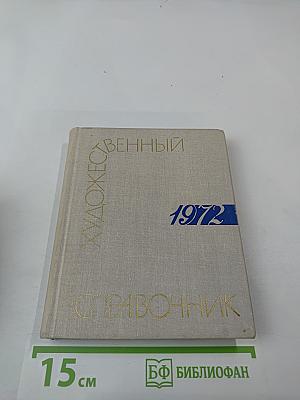 ХУДОЖЕСТВЕННЫЙ
1972
СПРАВОЧНИК
15 см
БФ БИБЛИОФАН